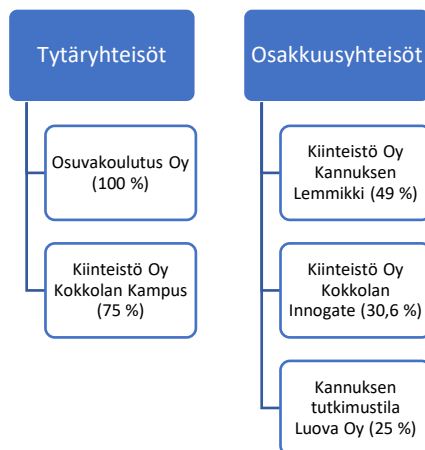 Tytäryhteisöt
Osuvakoulutus Oy
(100 %)
Kiinteistö Oy
Kokkolan Kampus
(75 %)
Osakkuusyhteisöt
Kiinteistö Oy
Kannuksen
Lemmikki (49 %)
Kiinteistö Oy
Kokkolan
Innogate (30,6 %)
Kannuksen
tutkimustila
Luova Oy (25 %)